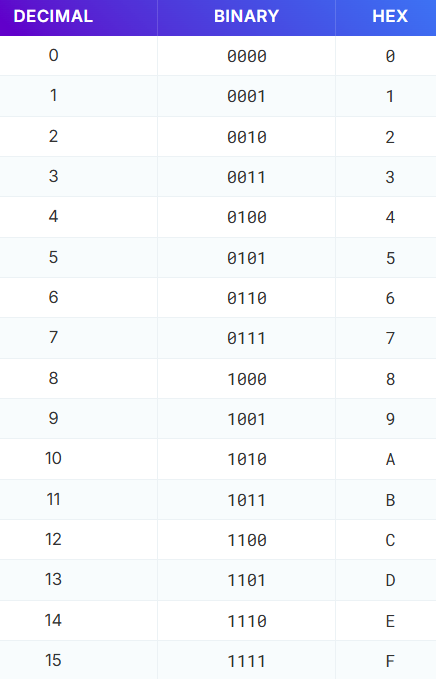 DECIMAL BINARY HEX
0 0000 0
1 0001 1
2 0010 2
3 0011 3
4 0100 4
5 0101 5
6 0110 6
7 0111 7
8 1000 8
9 1001 9
10 1010 A
11 1011 B
12 1100 C
13 1101 D
14 1110 E
15 1111 F